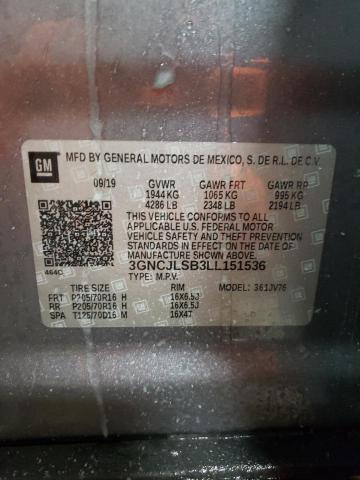 GM
MFD BY GENERAL MOTORS DE MEXICO, S. DE R.L. DE C.V.
09/19 GVWR GAWR FRT GAWR RR
1944 KG 1065 KG 995 KG
4286 LB 2348 LB 2194 LB
THIS VEHICLE CONFORMS TO ALL
APPLICABLE U.S. FEDERAL MOTOR
VEHICLE SAFETY, BUMPER, AND THEFT
PREVENTION STANDARDS IN EFFECT ON
THE DATE OF MANUFACTURE SHOWN ABOVE.
3GNCJLSB3LL151536
464C TYPE: M.P.V.
TIRE SIZE RIM MODEL: 361JV76
FRT P205/70R16 H 16X6.5J
RR P205/70R16 H 16X6.5J
SPA T125/70D16 M 16X4T